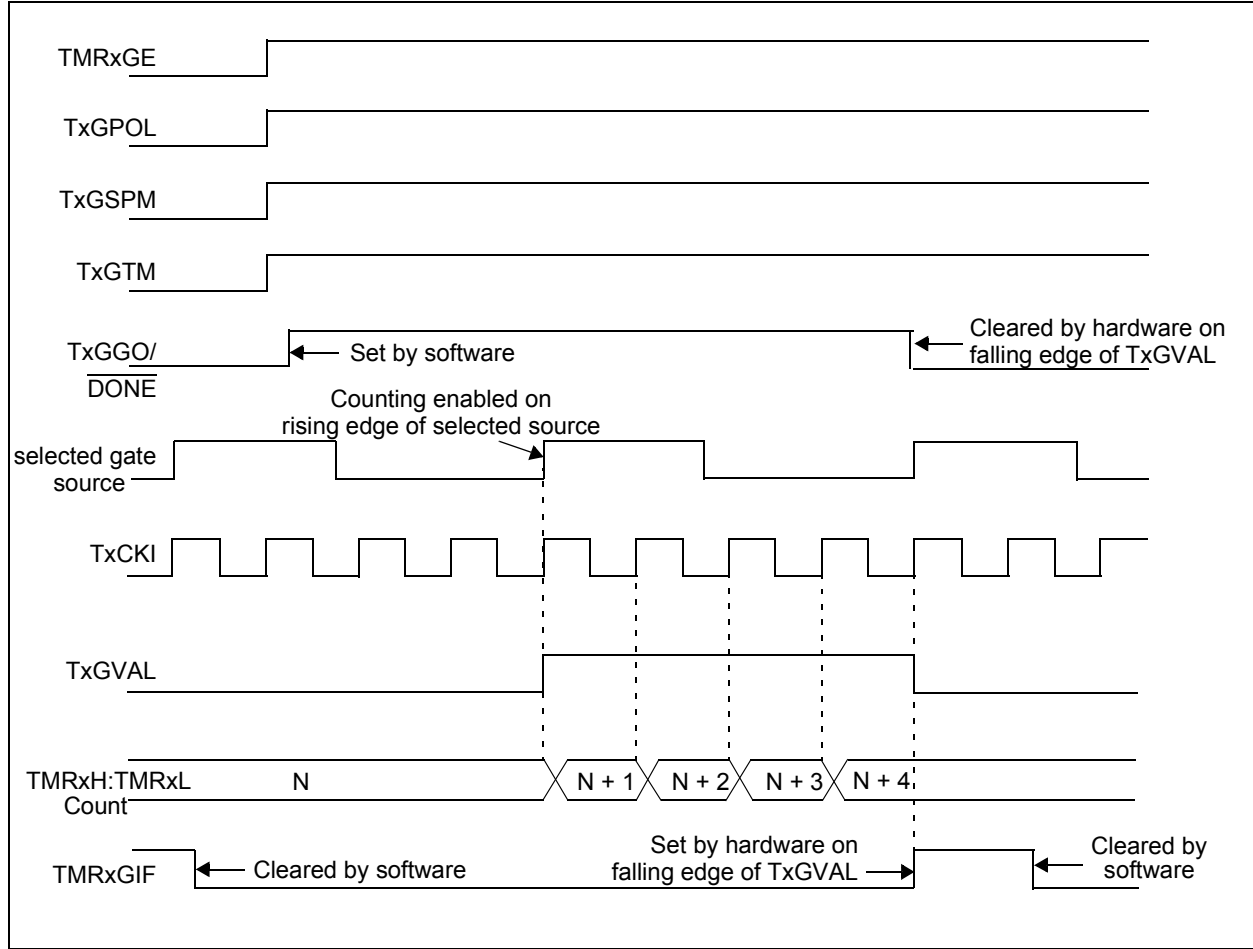 TMRxGE
TxGPOL
TxGSPM
TxGTM
TxGGO/
DONE
Set by software
Cleared by hardware on
falling edge of TxGVAL
Counting enabled on
rising edge of selected source
selected gate
source
TxCKI
TxGVAL
TMRxH:TMRxL
Count
N
N + 1
N + 2
N + 3
N + 4
TMRxGIF
Cleared by software
Set by hardware on
falling edge of TxGVAL
Cleared by
software